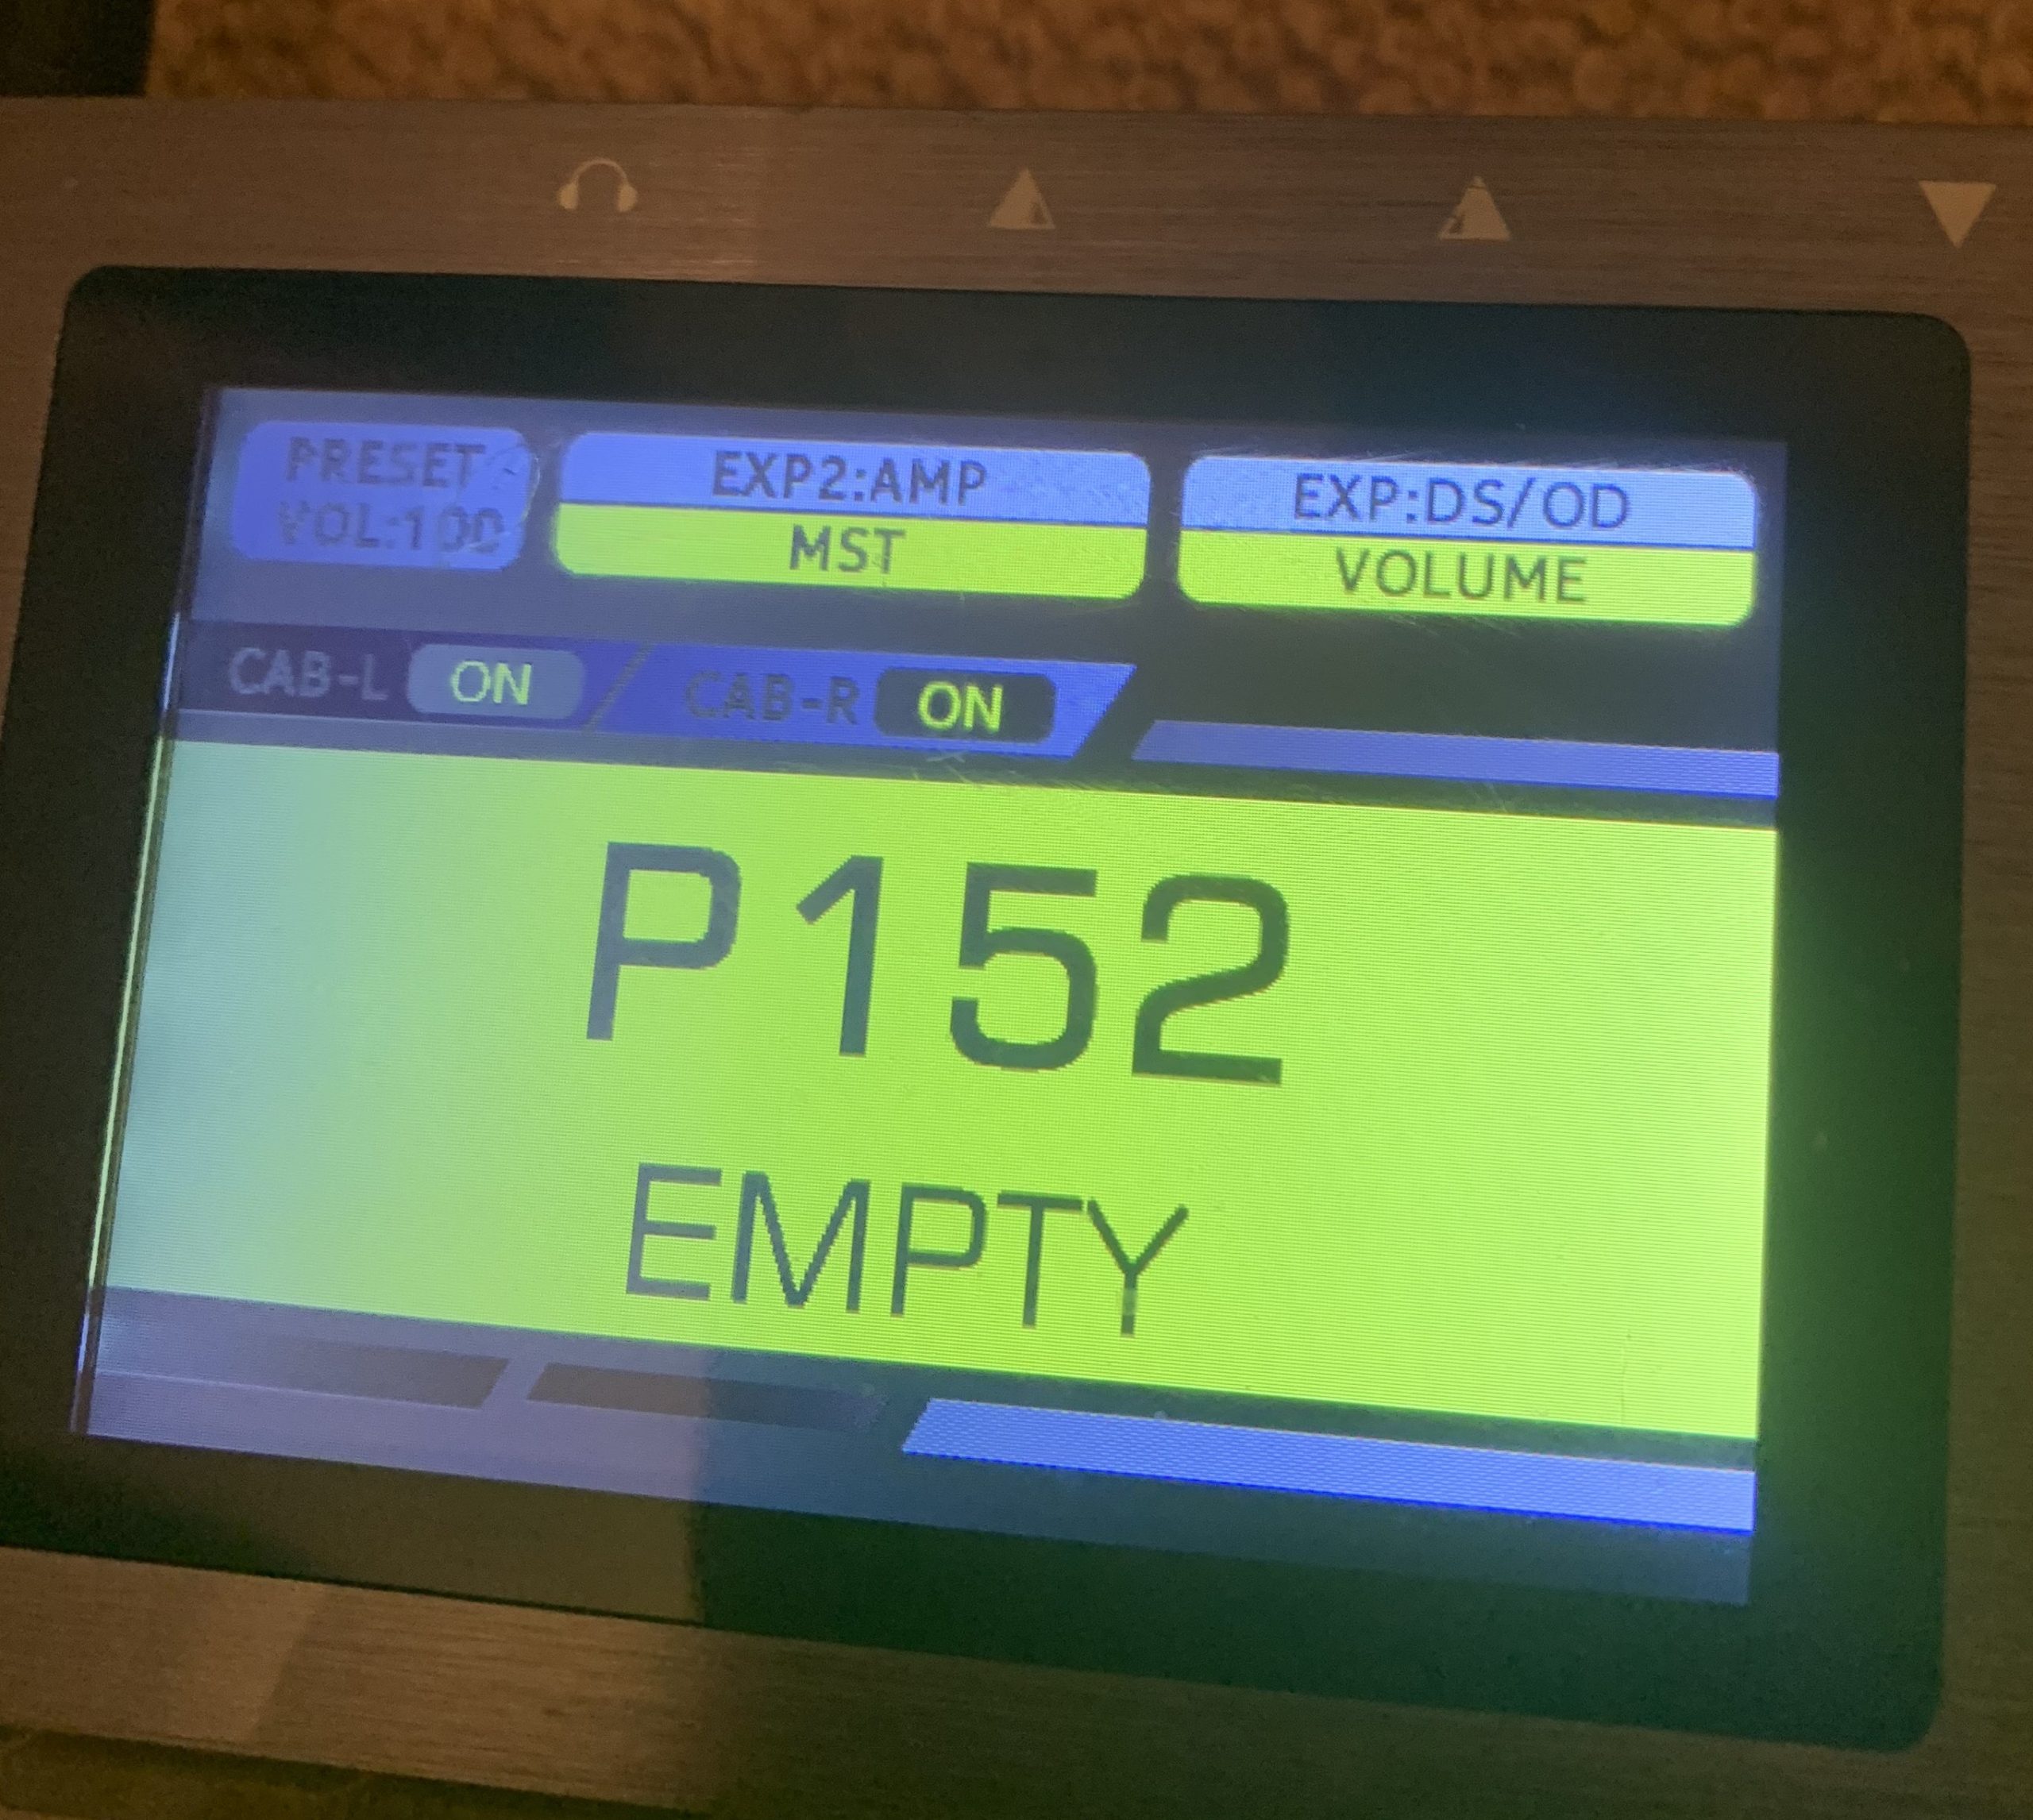 PRESET
VOL:100
EXP2:AMP
MST
EXP:DS/OD
VOLUME
CAB-L ON
CAB-R ON
P152
EMPTY